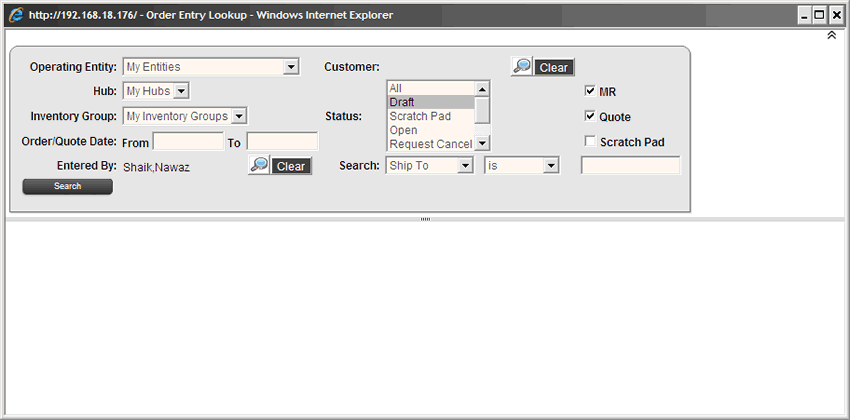 http://192.168.18.176/ - Order Entry Lookup - Windows Internet Explorer
Operating Entity: My Entities Customer: Clear
Hub: My Hubs All MR
Draft
Inventory Group: My Inventory Groups Status: Scratch Pad Quote
Open
Order/Quote Date: From To Request Cancel Scratch Pad
Entered By: Shaik,Nawaz Clear Search: Ship To is
Search